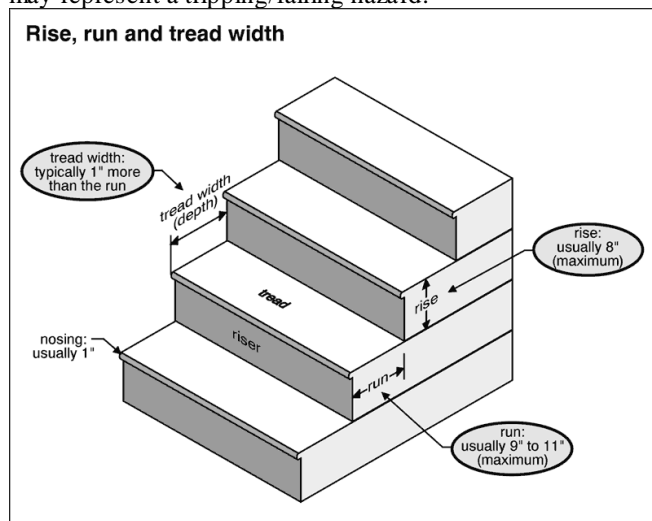 may represent a tripping/falling hazard.
Rise, run and tread width
tread width:
typically 1" more
than the run
tread width
(depth)
rise:
usually 8"
(maximum)
rise
tread
nosing:
usually 1"
riser
run
run:
usually 9" to 11"
(maximum)